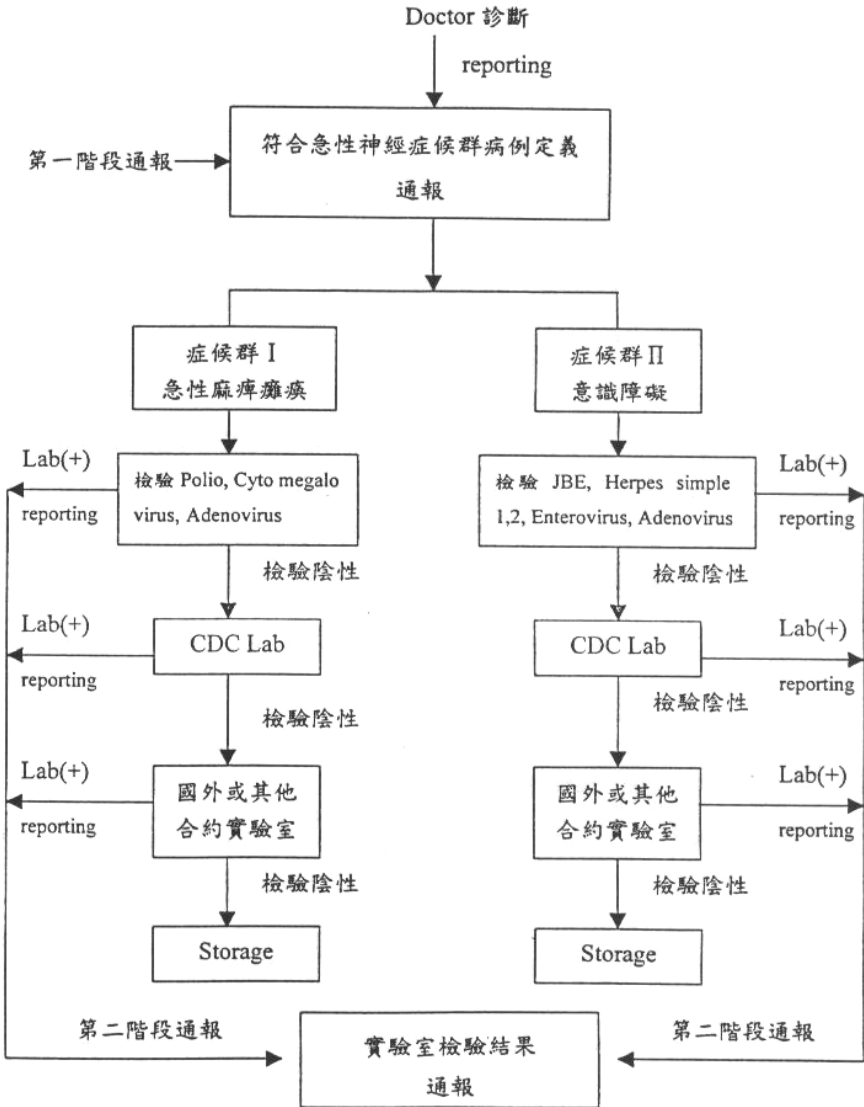 Doctor 診斷
reporting
第一階段通報
符合急性神經症候群病例定義
通報
症候群 I
急性麻痺癱瘓
症候群 Π
意識障礙
Lab(+)
reporting
檢驗 Polio, Cyto megalo
virus, Adenovirus
檢驗 JBE, Herpes simple
1,2, Enterovirus, Adenovirus
Lab(+)
reporting
檢驗陰性
檢驗陰性
Lab(+)
reporting
CDC Lab
CDC Lab
Lab(+)
reporting
檢驗陰性
檢驗陰性
Lab(+)
reporting
國外或其他
合約實驗室
國外或其他
合約實驗室
Lab(+)
reporting
檢驗陰性
檢驗陰性
Storage
Storage
第二階段通報
實驗室檢驗結果
通報
第二階段通報